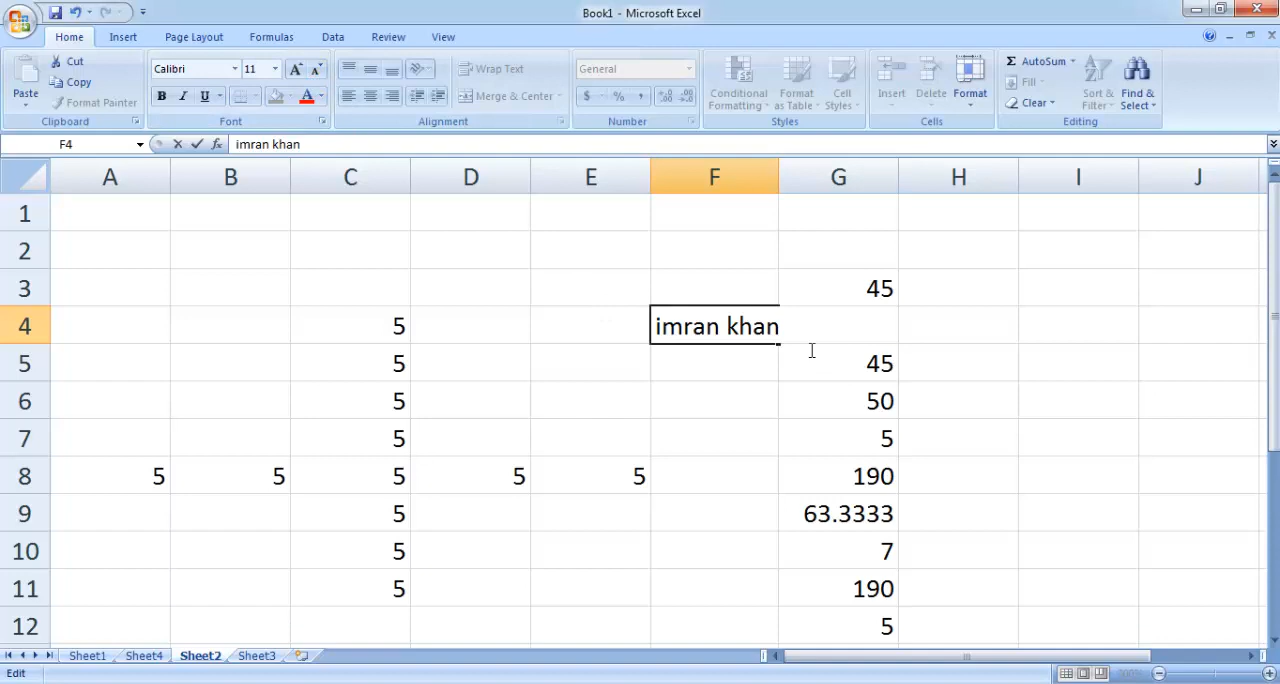 Book1 - Microsoft Excel
Home Insert Page Layout Formulas Data Review View
Paste Cut Copy Format Painter
Clipboard
Calibri 11 A A
B I U A
Font
Wrap Text
Merge & Center
Alignment
General
$ % ,
Number
Conditional Formatting Format as Table Cell Styles
Styles
Insert Delete Format
Cells
Σ AutoSum
Fill
Clear
Sort & Filter Find & Select
Editing
F4 fx imran khan
A B C D E F G H I J
1
2
3 45
4 5 imran khan
5 5 45
6 5 50
7 5 5
8 5 5 5 5 5 190
9 5 63.3333
10 5 7
11 5 190
12 5
Sheet1 Sheet4 Sheet2 Sheet3
Edit